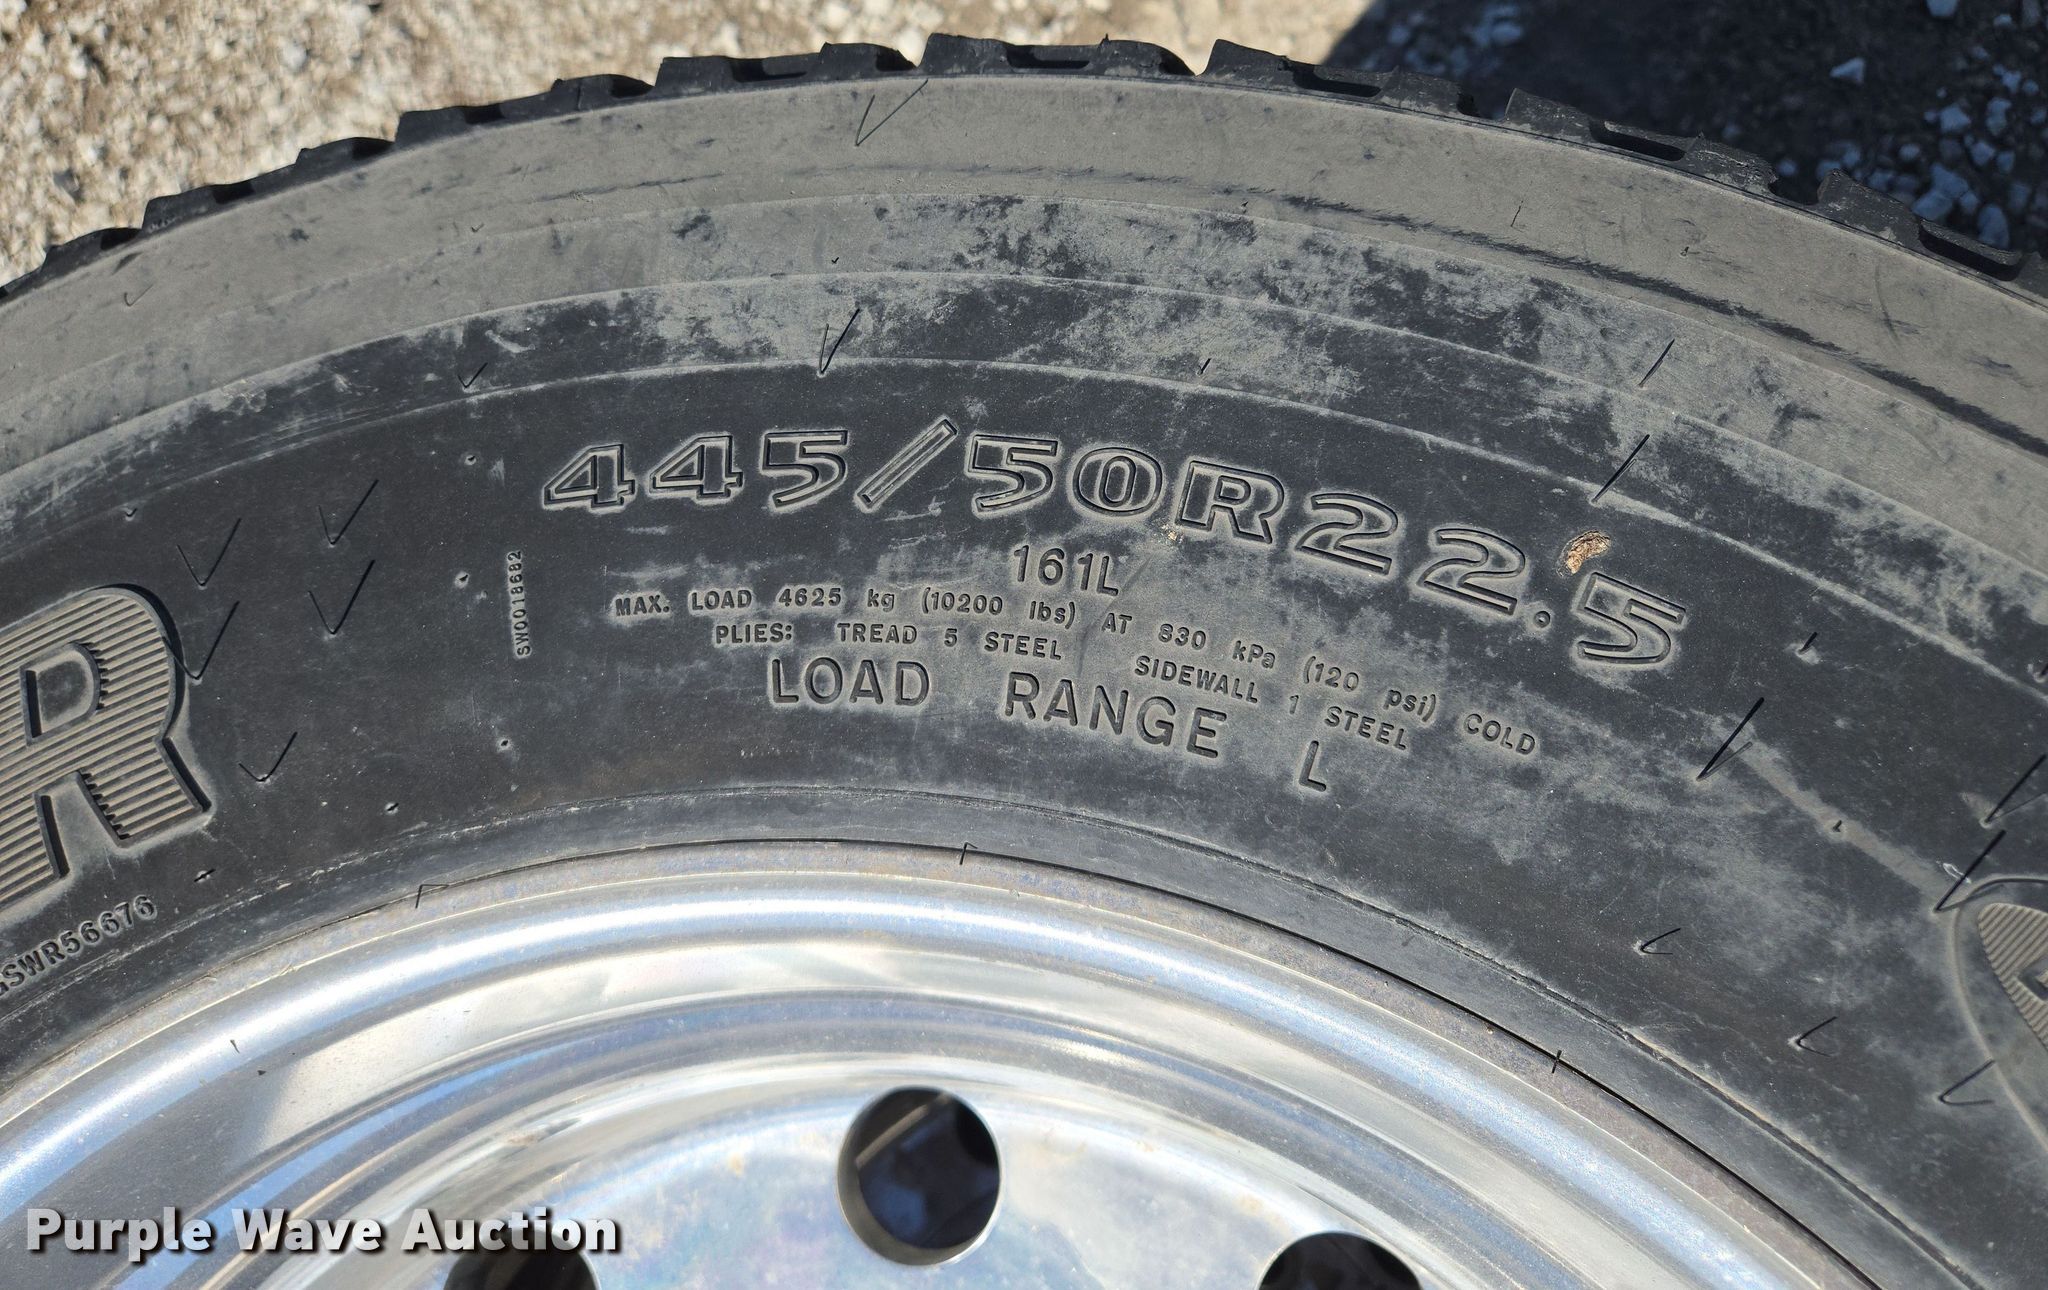 445/50R22.5
161L
MAX. LOAD 4625 kg (10200 lbs) AT 830 kPa (120 psi) COLD
PLIES: TREAD 5 STEEL SIDEWALL 1 STEEL
LOAD RANGE L
SW0018682
R
SWR56676
Purple Wave Auction